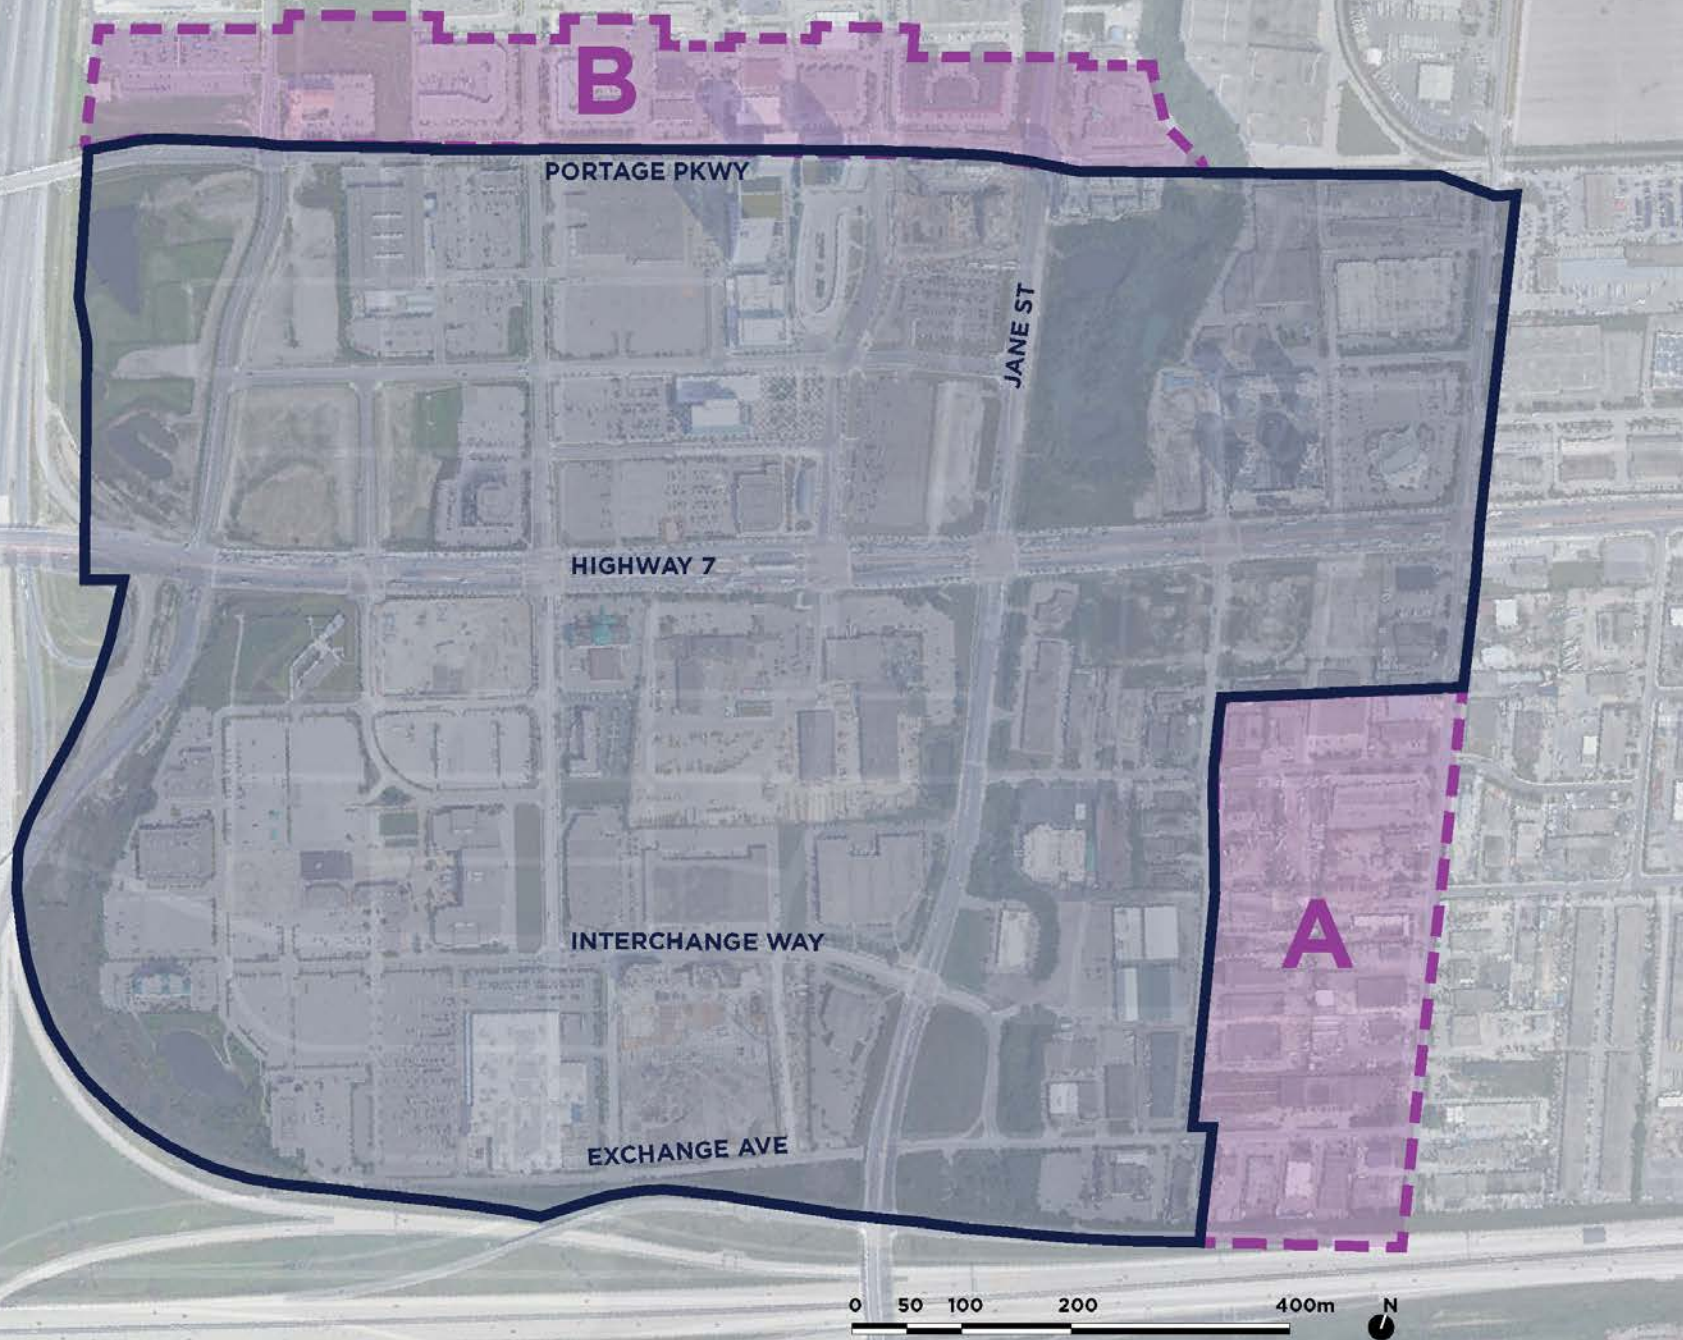 B
PORTAGE PKWY
JANE ST
HIGHWAY 7
A
INTERCHANGE WAY
EXCHANGE AVE
0 50 100 200 400m N